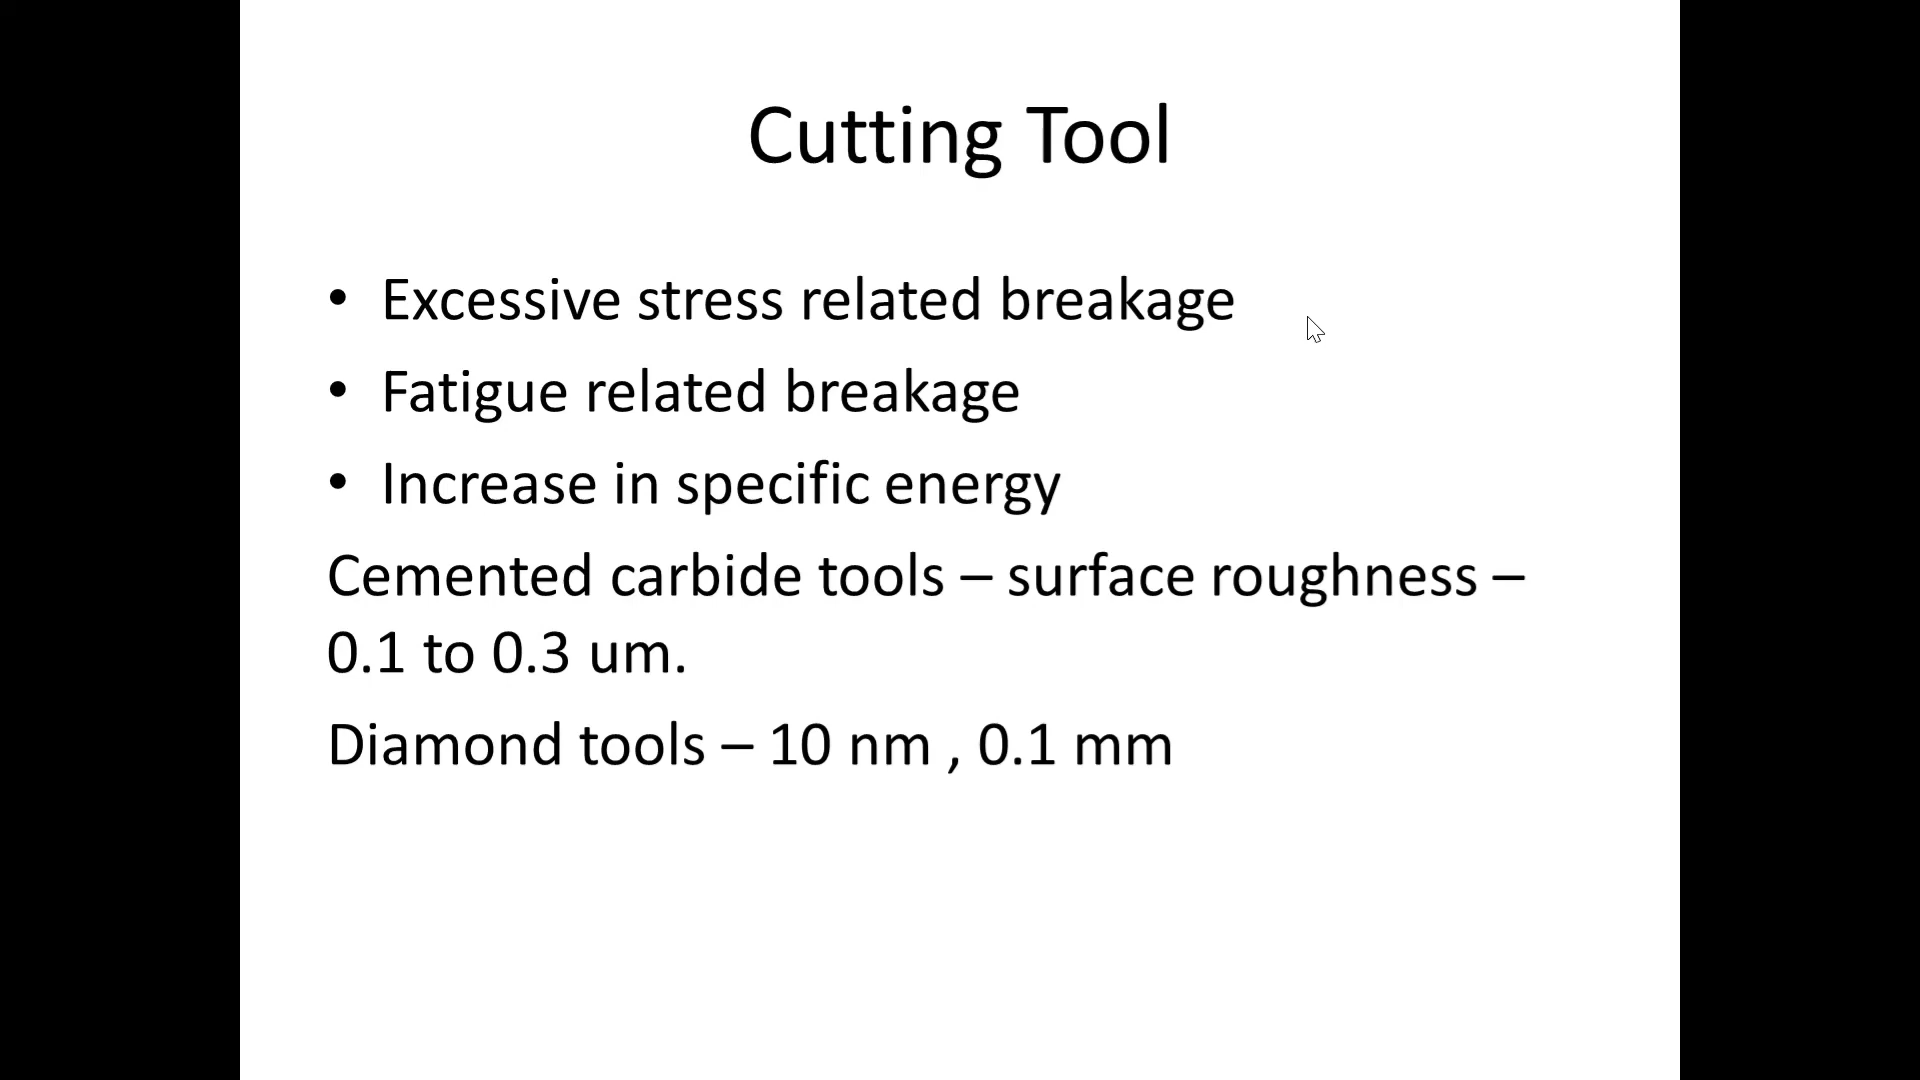 Cutting Tool
• Excessive stress related breakage
• Fatigue related breakage
• Increase in specific energy
Cemented carbide tools – surface roughness –
0.1 to 0.3 um.
Diamond tools – 10 nm , 0.1 mm